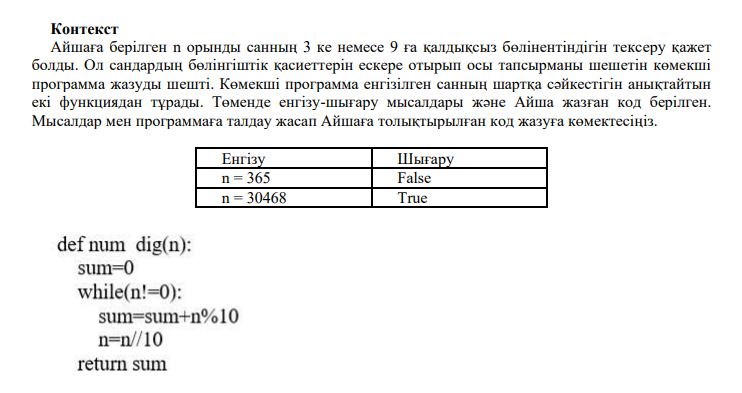 Контекст
Айшаға берілген n орынды санның 3 ке немесе 9 ға қалдықсыз бөлінентіндігін тексеру қажет
болды. Ол сандардың бөлінгіштік қасиеттерін ескере отырып осы тапсырманы шешетін көмекші
программа жазуды шешті. Көмекші программа енгізілген санның шартқа сәйкестігін анықтайтын
екі функциядан тұрады. Төменде енгізу-шығару мысалдары және Айша жазған код берілген.
Мысалдар мен программаға талдау жасап Айшаға толықтырылған код жазуға көмектесіңіз.
Енгізу Шығару
n = 365 False
n = 30468 True
def num dig(n):
sum=0
while(n!=0):
sum=sum+n%10
n=n//10
return sum